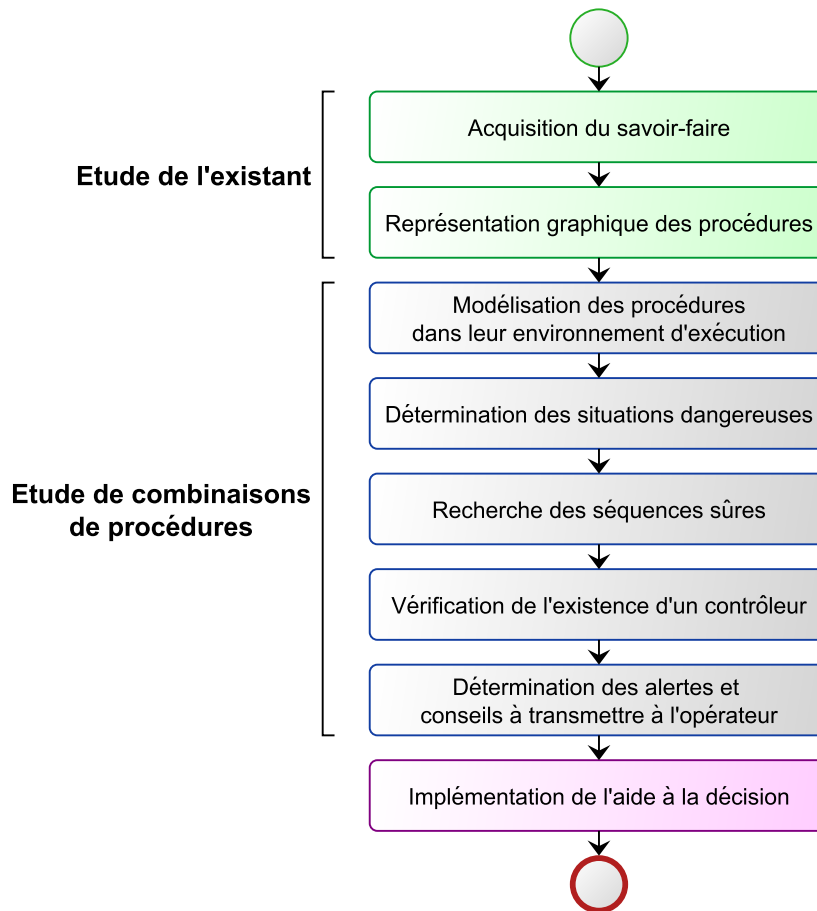 Acquisition du savoir-faire
Etude de l'existant
Représentation graphique des procédures
Modélisation des procédures
dans leur environnement d'exécution
Détermination des situations dangereuses
Etude de combinaisons
de procédures
Recherche des séquences sûres
Vérification de l'existence d'un contrôleur
Détermination des alertes et
conseils à transmettre à l'opérateur
Implémentation de l'aide à la décision